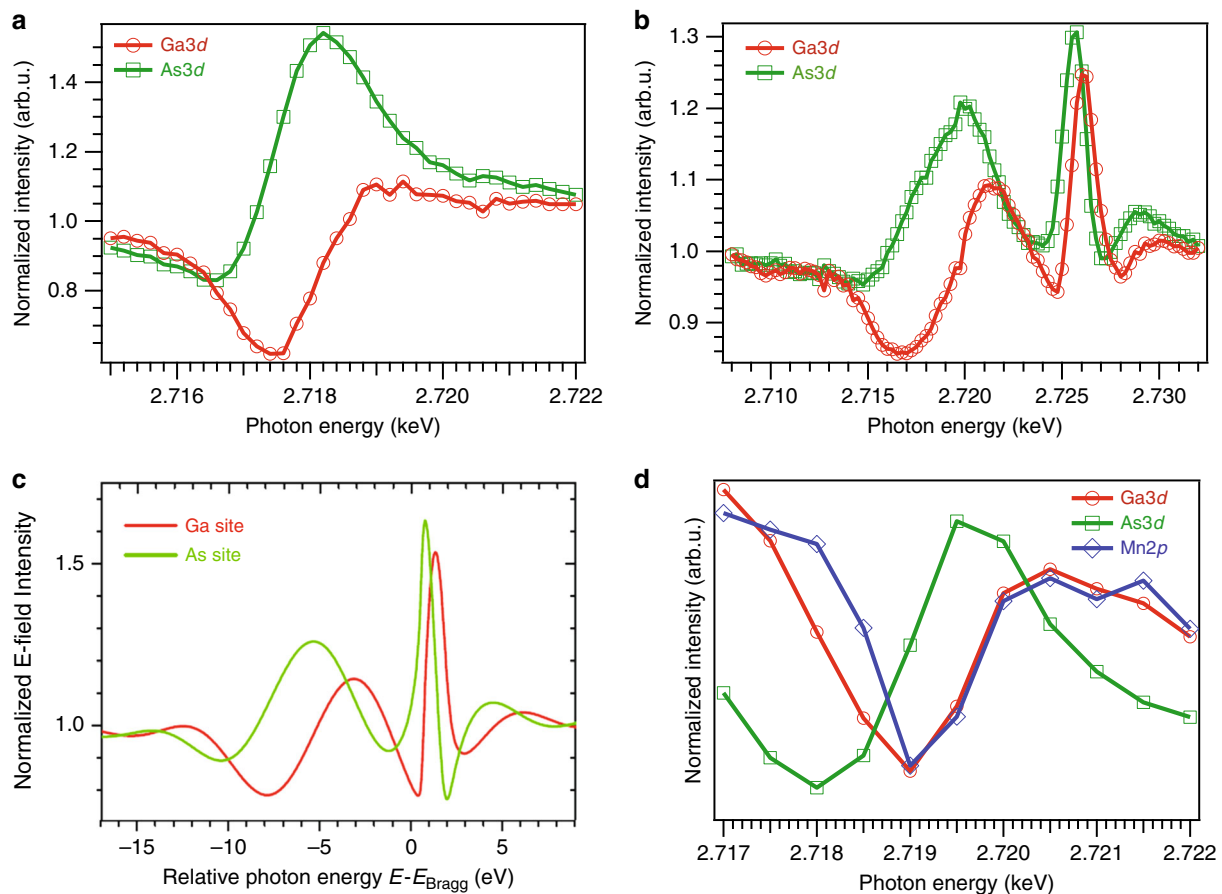 a
Ga3d
As3d
Normalized intensity (arb.u.)
1.4
1.2
1.0
0.8
2.716
2.718
2.720
2.722
Photon energy (keV)
b
Ga3d
As3d
Normalized intensity (arb.u.)
1.3
1.2
1.1
1.0
0.9
2.710
2.715
2.720
2.725
2.730
Photon energy (keV)
c
Ga site
As site
Normalized E-field Intensity
1.5
1.0
−15
−10
−5
0
5
Relative photon energy E-E_Bragg (eV)
d
Ga3d
As3d
Mn2p
Normalized intensity (arb.u.)
2.717
2.718
2.719
2.720
2.721
2.722
Photon energy (keV)